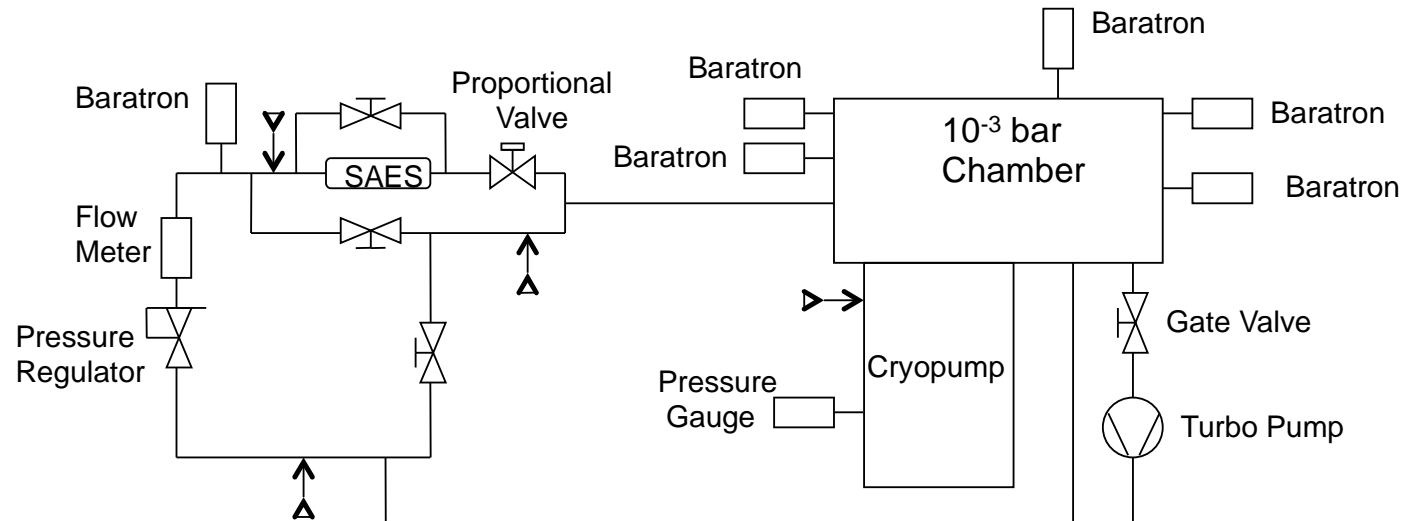 Baratron
Proportional
Valve
SAES
Flow
Meter
Pressure
Regulator
Baratron
Baratron
Baratron
10⁻³ bar
Chamber
Baratron
Baratron
Cryopump
Pressure
Gauge
Gate Valve
Turbo Pump